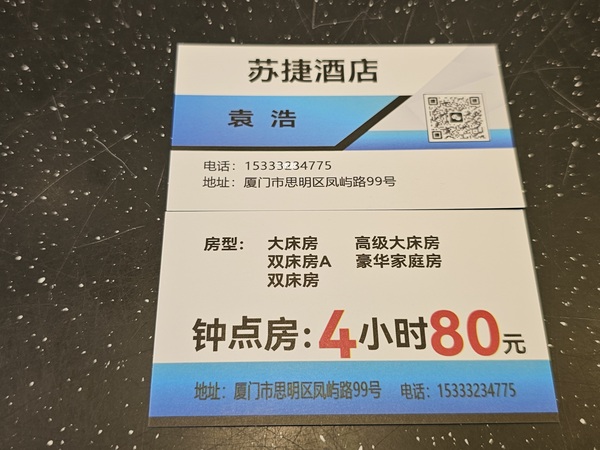 苏捷酒店
袁 浩
电话：15333234775
地址：厦门市思明区凤屿路99号
房型： 大床房 高级大床房
双床房A 豪华家庭房
双床房
钟点房：4小时80元
地址：厦门市思明区凤屿路99号 电话：15333234775